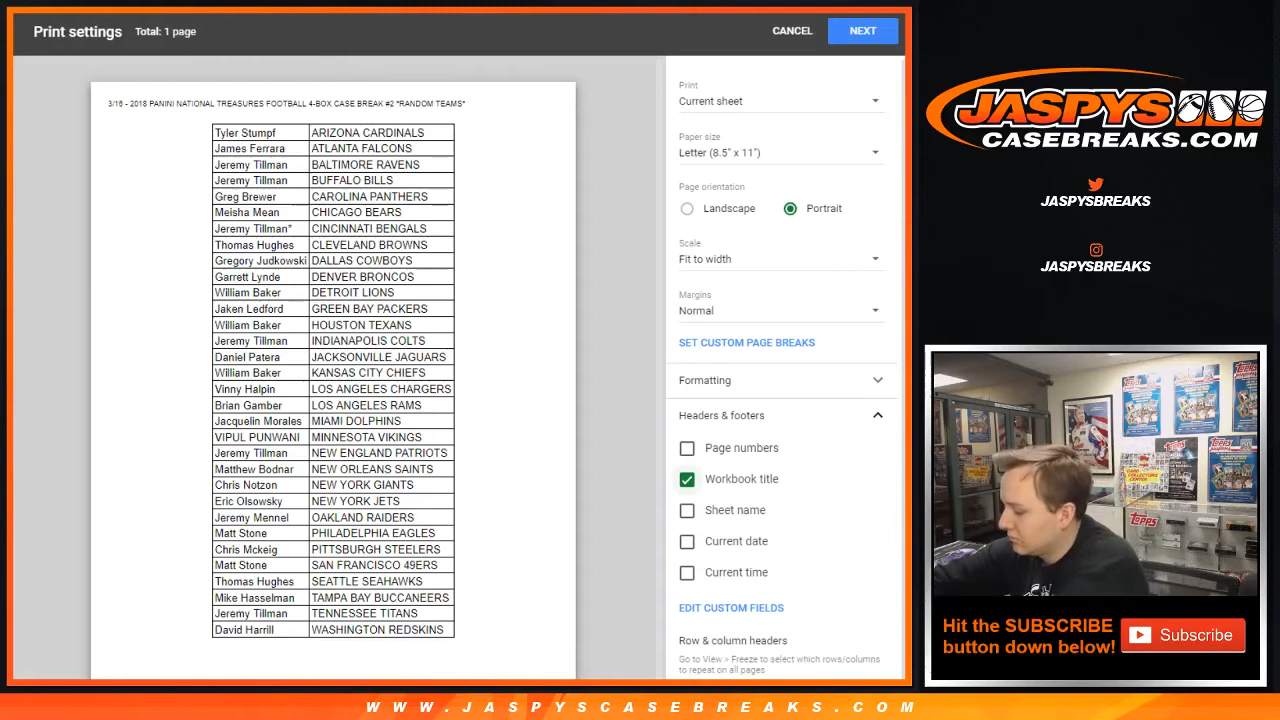 Print settings Total: 1 page CANCEL NEXT
3/16 - 2018 PANINI NATIONAL TREASURES FOOTBALL 4-BOX CASE BREAK #2 *RANDOM TEAMS*
Tyler Stumpf ARIZONA CARDINALS
James Ferrara ATLANTA FALCONS
Jeremy Tillman BALTIMORE RAVENS
Jeremy Tillman BUFFALO BILLS
Greg Brewer CAROLINA PANTHERS
Meisha Mean CHICAGO BEARS
Jeremy Tillman* CINCINNATI BENGALS
Thomas Hughes CLEVELAND BROWNS
Gregory Judkowski DALLAS COWBOYS
Garrett Lynde DENVER BRONCOS
William Baker DETROIT LIONS
Jaken Ledford GREEN BAY PACKERS
William Baker HOUSTON TEXANS
Jeremy Tillman INDIANAPOLIS COLTS
Daniel Patera JACKSONVILLE JAGUARS
William Baker KANSAS CITY CHIEFS
Vinny Halpin LOS ANGELES CHARGERS
Brian Gamber LOS ANGELES RAMS
Jacquelin Morales MIAMI DOLPHINS
VIPUL PUNWANI MINNESOTA VIKINGS
Jeremy Tillman NEW ENGLAND PATRIOTS
Matthew Bodnar NEW ORLEANS SAINTS
Chris Notzon NEW YORK GIANTS
Eric Olsowsky NEW YORK JETS
Jeremy Mennel OAKLAND RAIDERS
Matt Stone PHILADELPHIA EAGLES
Chris Mckeig PITTSBURGH STEELERS
Matt Stone SAN FRANCISCO 49ERS
Thomas Hughes SEATTLE SEAHAWKS
Mike Hasselman TAMPA BAY BUCCANEERS
Jeremy Tillman TENNESSEE TITANS
David Harrill WASHINGTON REDSKINS
Print
Current sheet
Paper size
Letter (8.5" x 11")
Page orientation
Landscape Portrait
Scale
Fit to width
Margins
Normal
SET CUSTOM PAGE BREAKS
Formatting
Headers & footers
Page numbers
Workbook title
Sheet name
Current date
Current time
EDIT CUSTOM FIELDS
Row & column headers
Go to View > Freeze to select which rows/columns
to repeat on all pages
JASPYS
CASEBREAKS.COM
JASPYSBREAKS
JASPYSBREAKS
TOPPS
Hit the SUBSCRIBE
button down below!
Subscribe
WWW.JASPYSCASEBREAKS.COM